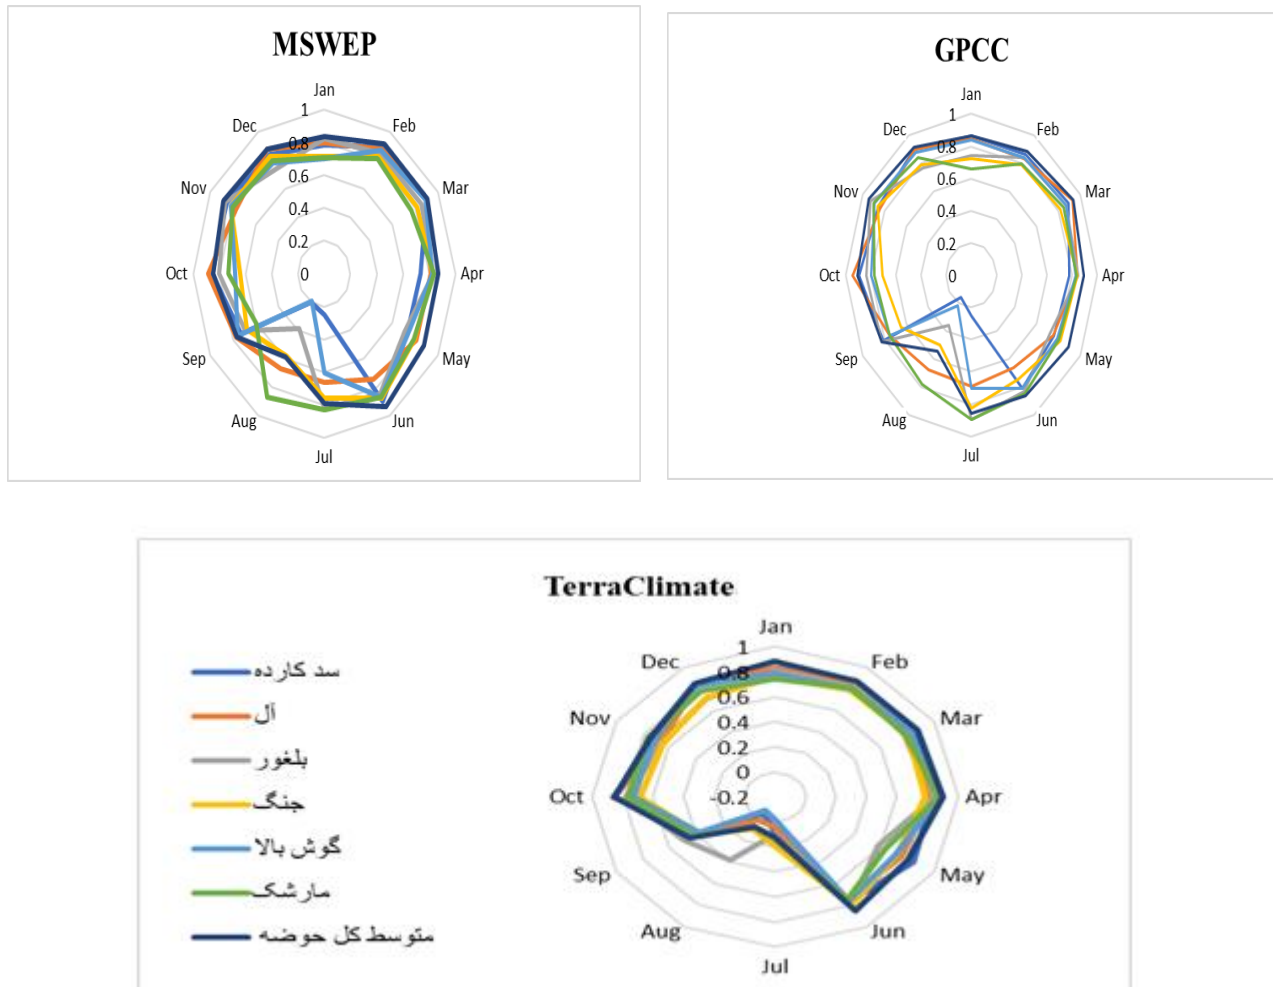 MSWEP
Jan
Feb
Mar
Apr
May
Jun
Jul
Aug
Sep
Oct
Nov
Dec
1
0.8
0.6
0.4
0.2
0
GPCC
Jan
Feb
Mar
Apr
May
Jun
Jul
Aug
Sep
Oct
Nov
Dec
1
0.8
0.6
0.4
0.2
0
TerraClimate
سد کارده
آل
بلغور
جنگ
گوش بالا
مارشک
متوسط کل حوضه
Jan
Feb
Mar
Apr
May
Jun
Jul
Aug
Sep
Oct
Nov
Dec
1
0.8
0.6
0.4
0.2
0
-0.2